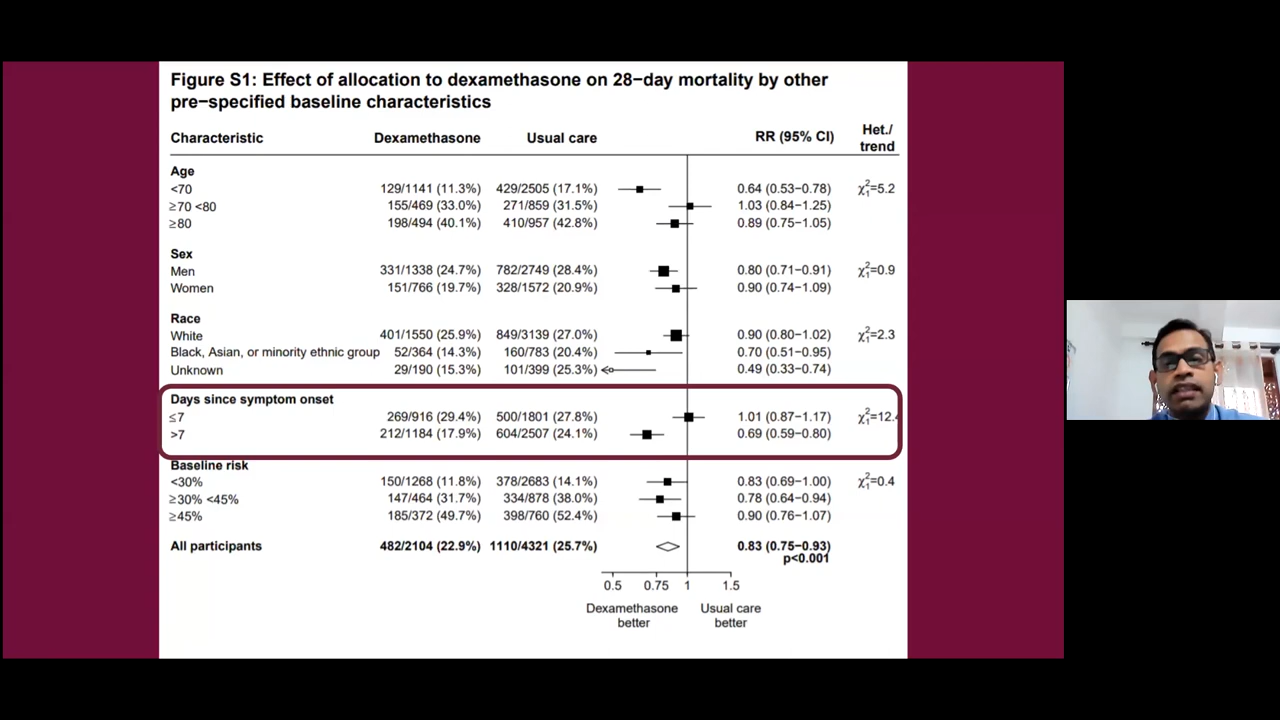 Figure S1: Effect of allocation to dexamethasone on 28−day mortality by other
pre−specified baseline characteristics
Characteristic Dexamethasone Usual care RR (95% CI) Het./
trend
Age
<70 129/1141 (11.3%) 429/2505 (17.1%) 0.64 (0.53−0.78) χ²₁=5.2
≥70 <80 155/469 (33.0%) 271/859 (31.5%) 1.03 (0.84−1.25)
≥80 198/494 (40.1%) 410/957 (42.8%) 0.89 (0.75−1.05)
Sex
Men 331/1338 (24.7%) 782/2749 (28.4%) 0.80 (0.71−0.91) χ²₁=0.9
Women 151/766 (19.7%) 328/1572 (20.9%) 0.90 (0.74−1.09)
Race
White 401/1550 (25.9%) 849/3139 (27.0%) 0.90 (0.80−1.02) χ²₁=2.3
Black, Asian, or minority ethnic group 52/364 (14.3%) 160/783 (20.4%) 0.70 (0.51−0.95)
Unknown 29/190 (15.3%) 101/399 (25.3%) 0.49 (0.33−0.74)
Days since symptom onset
≤7 269/916 (29.4%) 500/1801 (27.8%) 1.01 (0.87−1.17) χ²₁=12.4
>7 212/1184 (17.9%) 604/2507 (24.1%) 0.69 (0.59−0.80)
Baseline risk
<30% 150/1268 (11.8%) 378/2683 (14.1%) 0.83 (0.69−1.00) χ²₁=0.4
≥30% <45% 147/464 (31.7%) 334/878 (38.0%) 0.78 (0.64−0.94)
≥45% 185/372 (49.7%) 398/760 (52.4%) 0.90 (0.76−1.07)
All participants 482/2104 (22.9%) 1110/4321 (25.7%) 0.83 (0.75−0.93)
p<0.001
0.5 0.75 1 1.5
Dexamethasone Usual care
better better